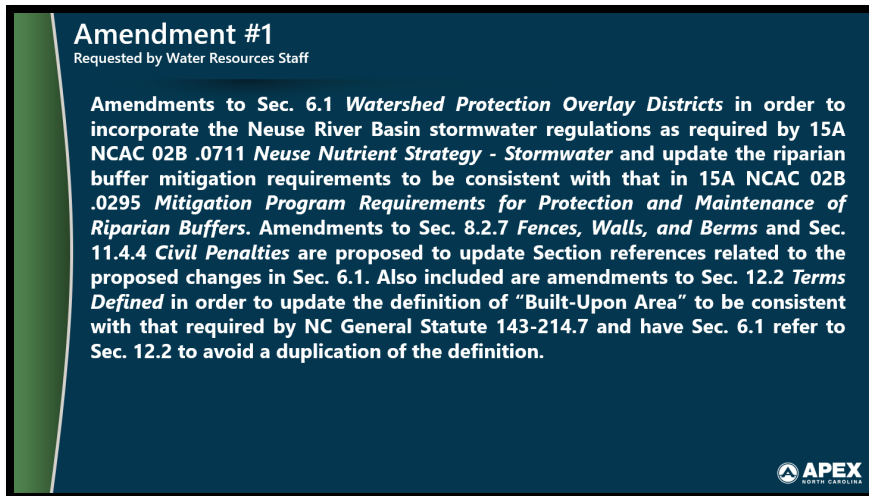 Amendment #1
Requested by Water Resources Staff
Amendments to Sec. 6.1 Watershed Protection Overlay Districts in order to
incorporate the Neuse River Basin stormwater regulations as required by 15A
NCAC 02B .0711 Neuse Nutrient Strategy - Stormwater and update the riparian
buffer mitigation requirements to be consistent with that in 15A NCAC 02B
.0295 Mitigation Program Requirements for Protection and Maintenance of
Riparian Buffers. Amendments to Sec. 8.2.7 Fences, Walls, and Berms and Sec.
11.4.4 Civil Penalties are proposed to update Section references related to the
proposed changes in Sec. 6.1. Also included are amendments to Sec. 12.2 Terms
Defined in order to update the definition of “Built-Upon Area” to be consistent
with that required by NC General Statute 143-214.7 and have Sec. 6.1 refer to
Sec. 12.2 to avoid a duplication of the definition.
APEX
NORTH CAROLINA